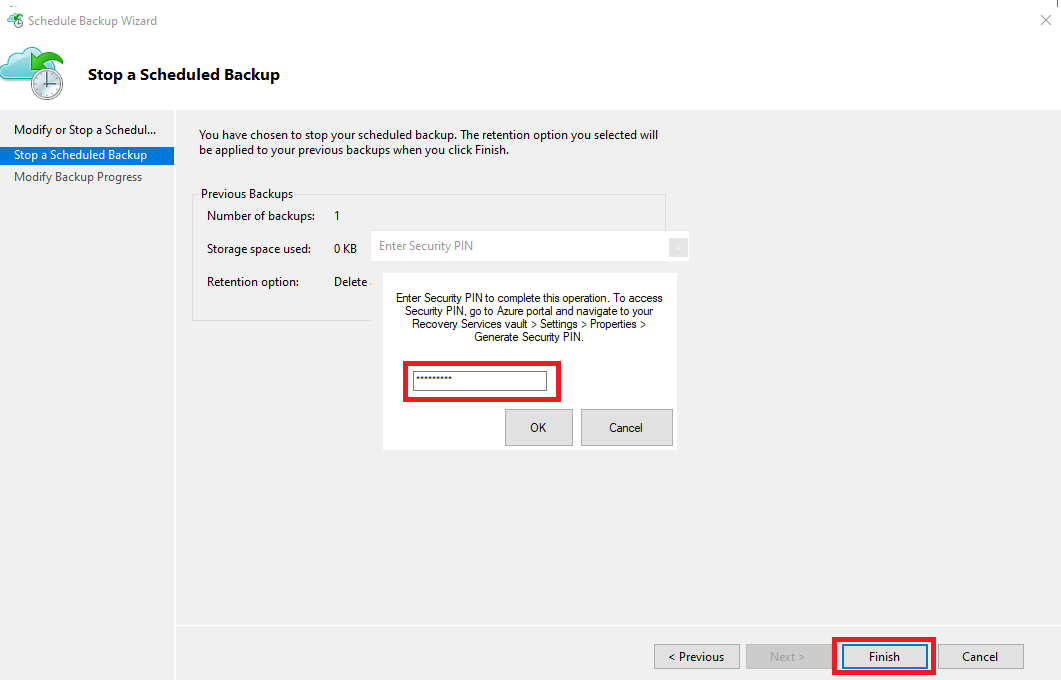 Schedule Backup Wizard
Stop a Scheduled Backup
Modify or Stop a Schedul...
Stop a Scheduled Backup
Modify Backup Progress
You have chosen to stop your scheduled backup. The retention option you selected will
be applied to your previous backups when you click Finish.
Previous Backups
Number of backups: 1
Storage space used: 0 KB
Retention option: Delete
Enter Security PIN
Enter Security PIN to complete this operation. To access
Security PIN, go to Azure portal and navigate to your
Recovery Services vault > Settings > Properties >
Generate Security PIN.
*********
OK Cancel
< Previous Next > Finish Cancel